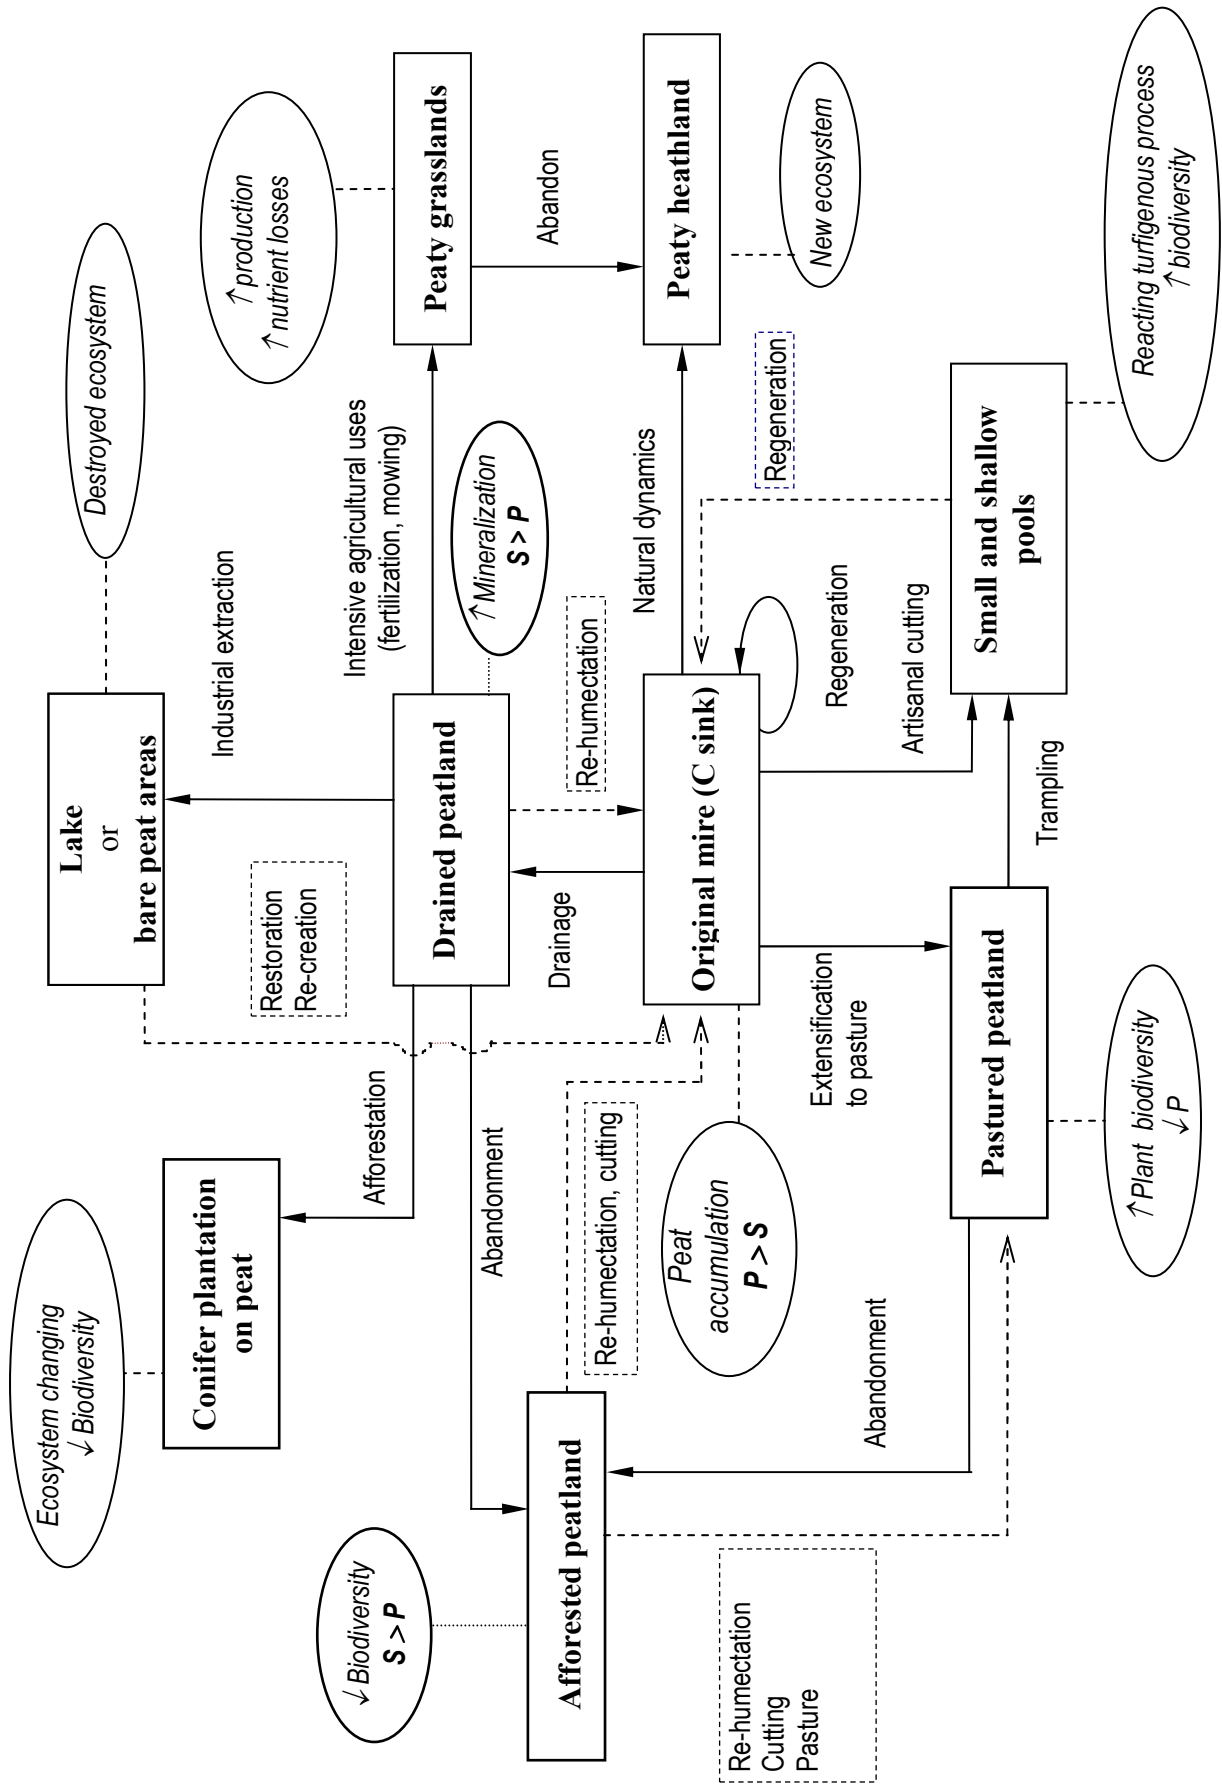 Ecosystem changing
↓ Biodiversity
Destroyed ecosystem
Lake
or
bare peat areas
Conifer plantation
on peat
Industrial extraction
↑ production
↑ nutrient losses
Restoration
Re-creation
Afforestation
↓ Biodiversity
S > P
Intensive agricultural uses
(fertilization, mowing)
Drained peatland
Peaty grasslands
Abandonment
↑ Mineralization
S > P
Afforested peatland
Drainage
Re-humectation
Abandon
Re-humectation, cutting
Natural dynamics
Peat
accumulation
P > S
Original mire (C sink)
Peaty heathland
Re-humectation
Cutting
Pasture
Regeneration
New ecosystem
Extensification
to pasture
Regeneration
Abandonment
Artisanal cutting
Pastured peatland
Small and shallow
pools
Trampling
↑ Plant biodiversity
↓ P
Reacting turfigenous process
↑ biodiversity